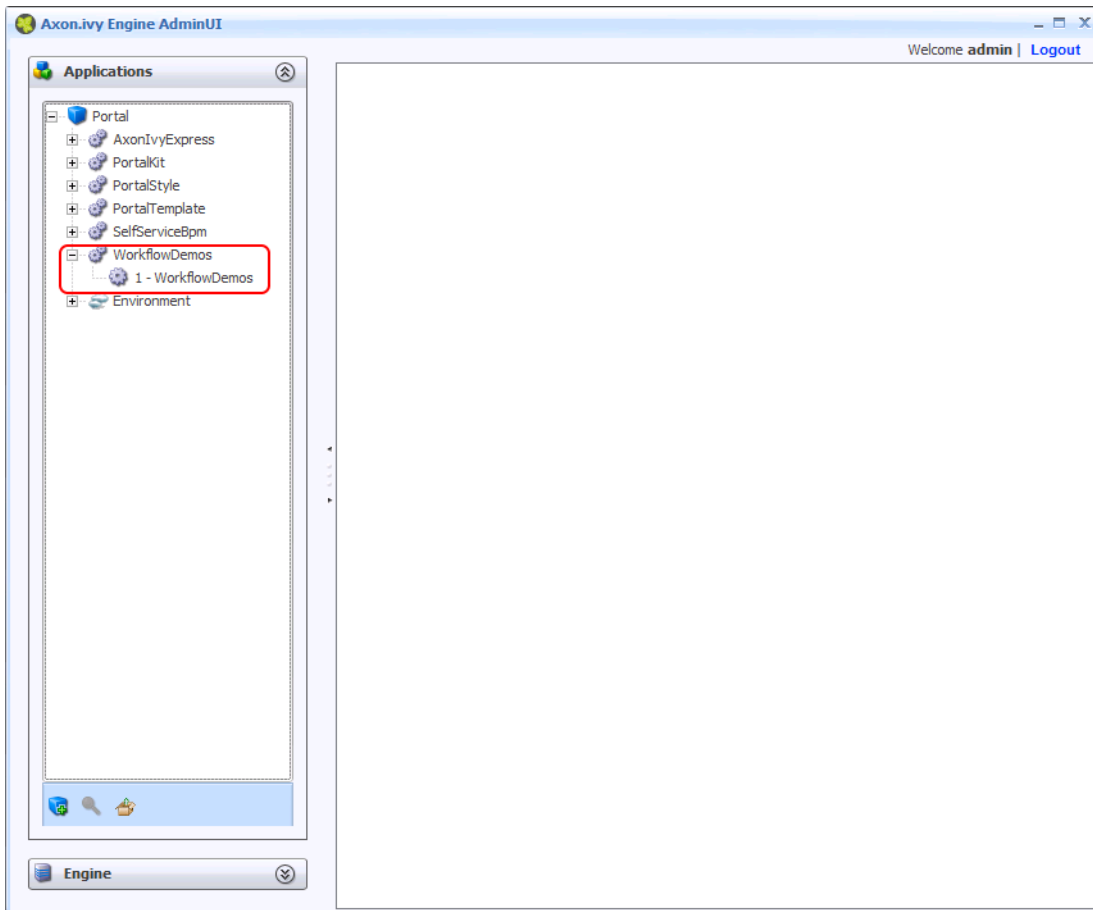 Axon.ivy Engine AdminUI
Welcome admin | Logout
Applications
Portal
AxonIvyExpress
PortalKit
PortalStyle
PortalTemplate
SelfServiceBpm
WorkflowDemos
1 - WorkflowDemos
Environment
Engine